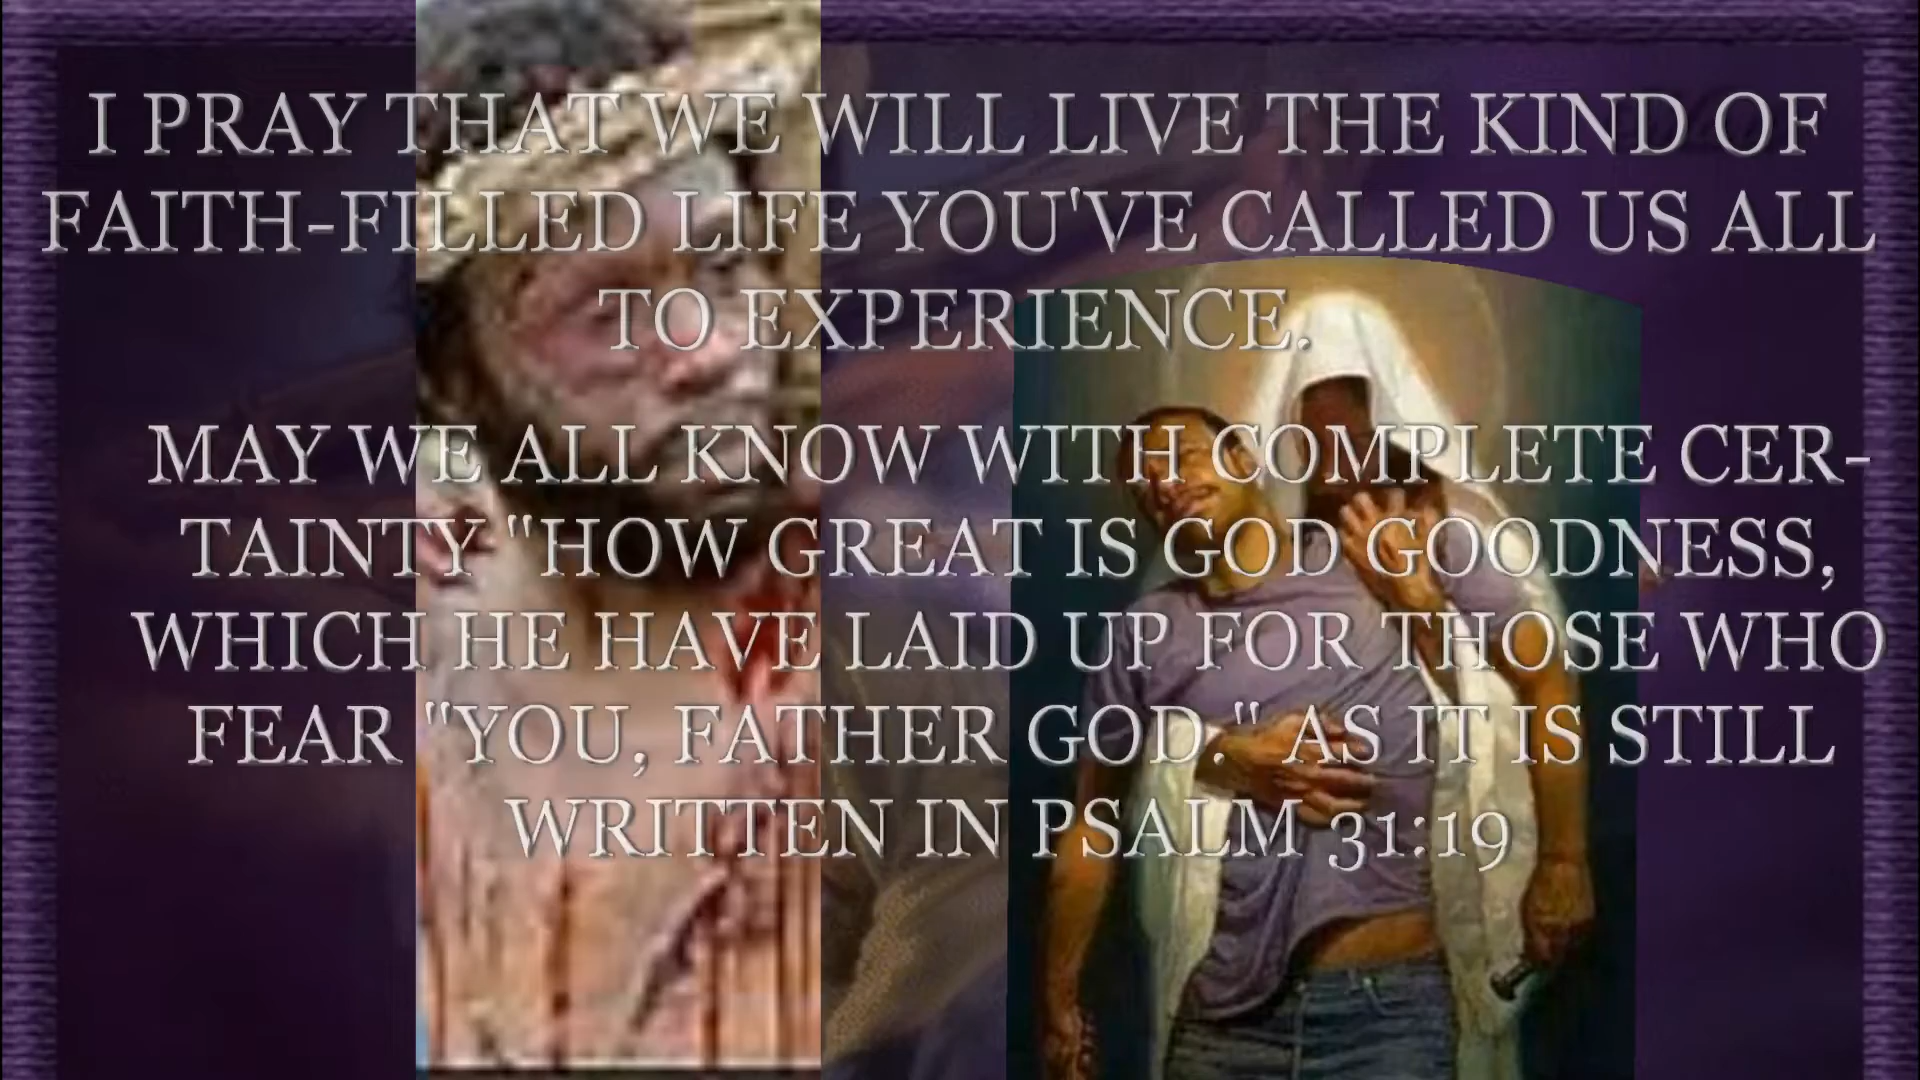 I PRAY THAT WE WILL LIVE THE KIND OF
FAITH-FILLED LIFE YOU'VE CALLED US ALL
TO EXPERIENCE.
MAY WE ALL KNOW WITH COMPLETE CER-
TAINTY "HOW GREAT IS GOD GOODNESS,
WHICH HE HAVE LAID UP FOR THOSE WHO
FEAR "YOU, FATHER GOD." AS IT IS STILL
WRITTEN IN PSALM 31:19